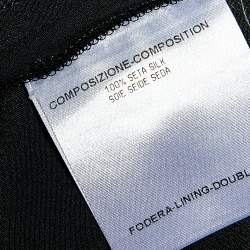 COMPOSIZIONE-COMPOSITION
100% SETA SILK
SOIE SEIDE SEDA
FODERA-LINING-DOUBL